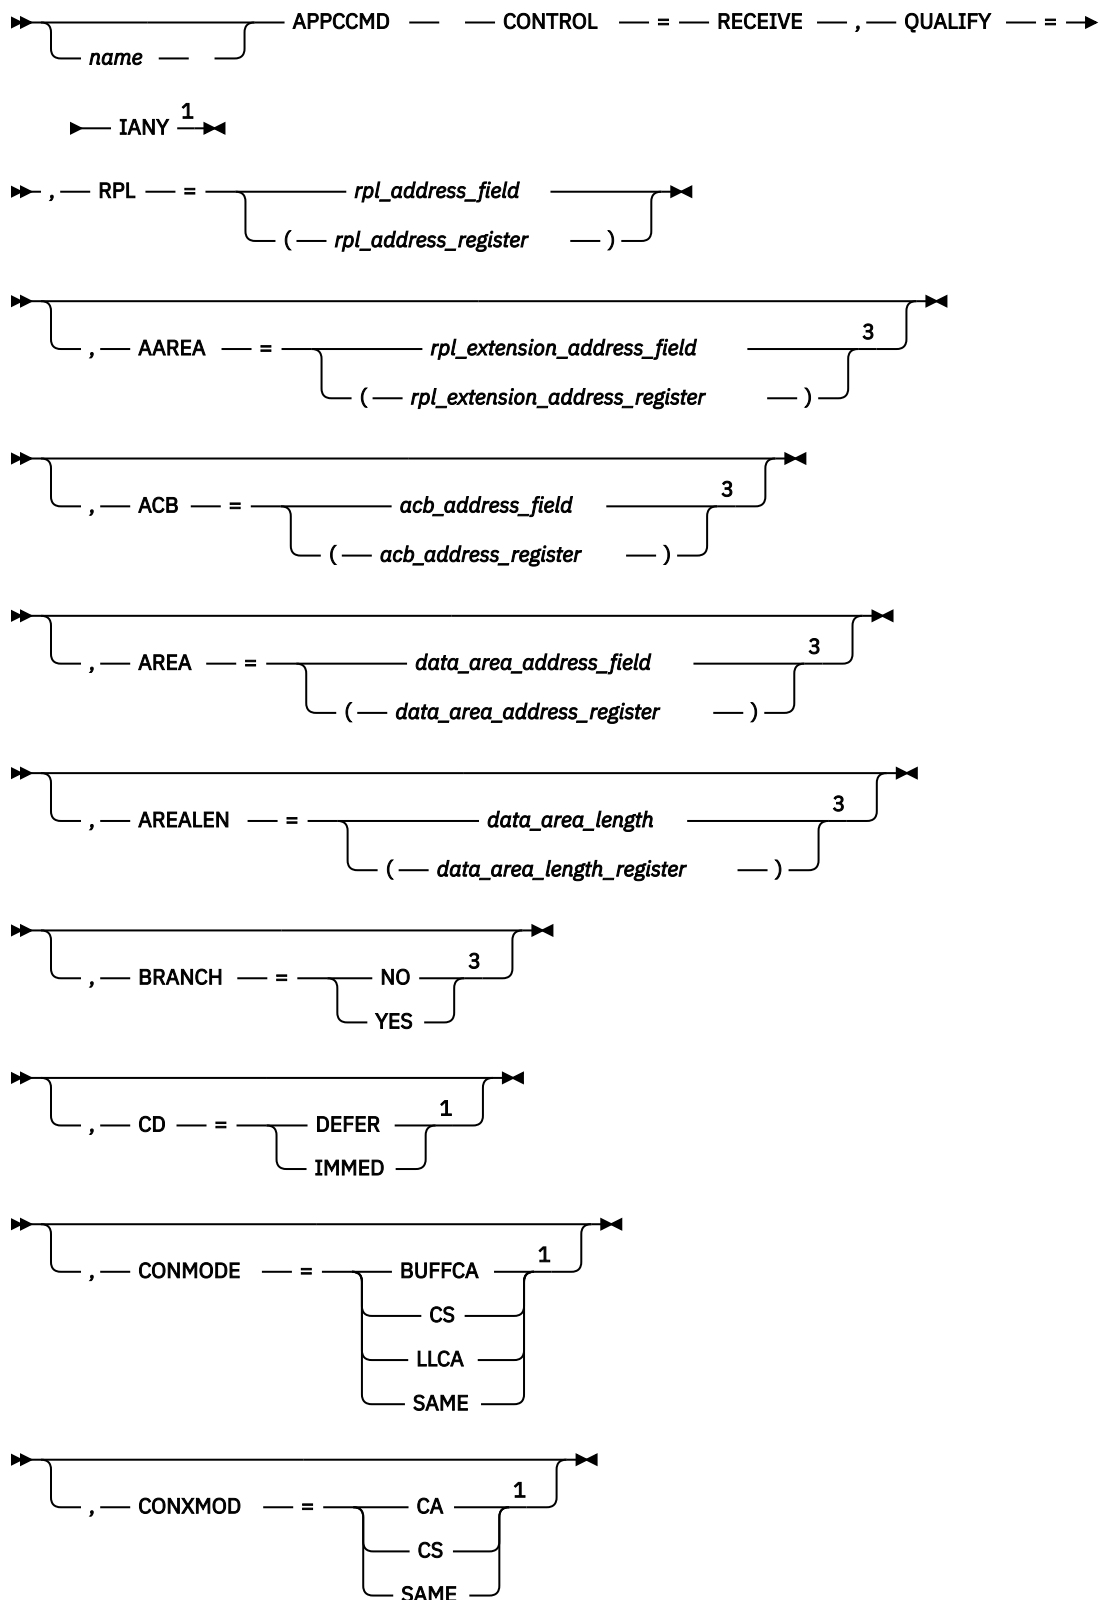 APPCCMD CONTROL = RECEIVE , QUALIFY =
name
IANY 1
, RPL = rpl_address_field
( rpl_address_register )
, AAREA = rpl_extension_address_field 3
( rpl_extension_address_register )
, ACB = acb_address_field 3
( acb_address_register )
, AREA = data_area_address_field 3
( data_area_address_register )
, AREALEN = data_area_length 3
( data_area_length_register )
, BRANCH = NO 3
YES
, CD = DEFER 1
IMMED
, CONMODE = BUFFCA 1
CS
LLCA
SAME
, CONXMOD = CA 1
CS
SAME